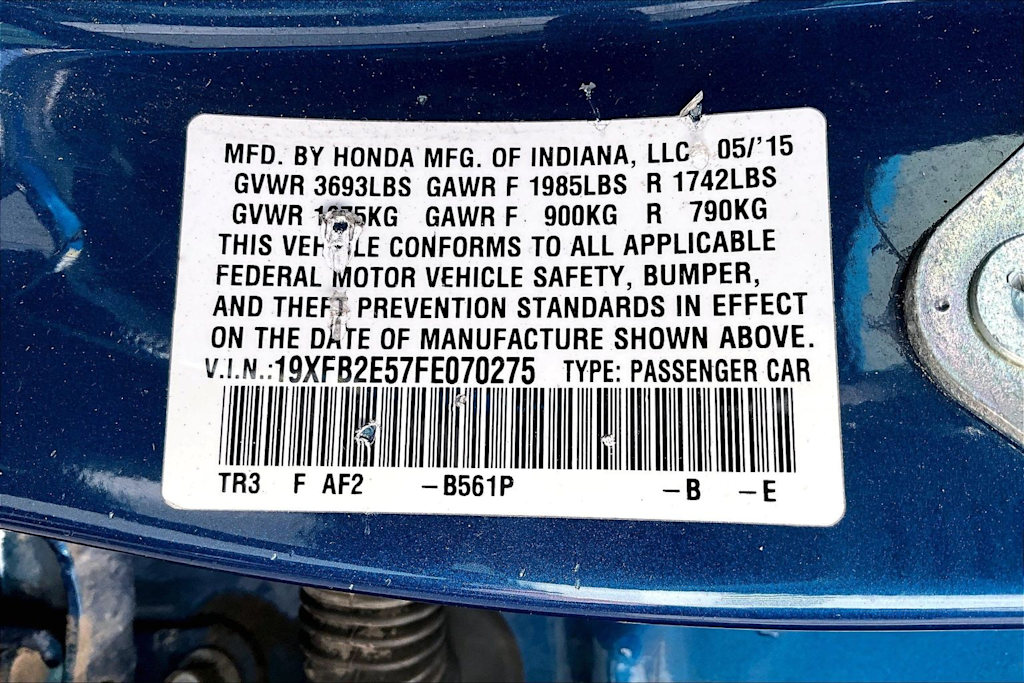 MFD. BY HONDA MFG. OF INDIANA, LLC 05/'15
GVWR 3693LBS GAWR F 1985LBS R 1742LBS
GVWR GAWR F 900KG R 790KG
THIS VEHICLE CONFORMS TO ALL APPLICABLE
FEDERAL MOTOR VEHICLE SAFETY, BUMPER,
AND THEFT PREVENTION STANDARDS IN EFFECT
ON THE DATE OF MANUFACTURE SHOWN ABOVE.
V.I.N.:19XFB2E57FE070275 TYPE: PASSENGER CAR
TR3 F AF2 –B561P –B –E